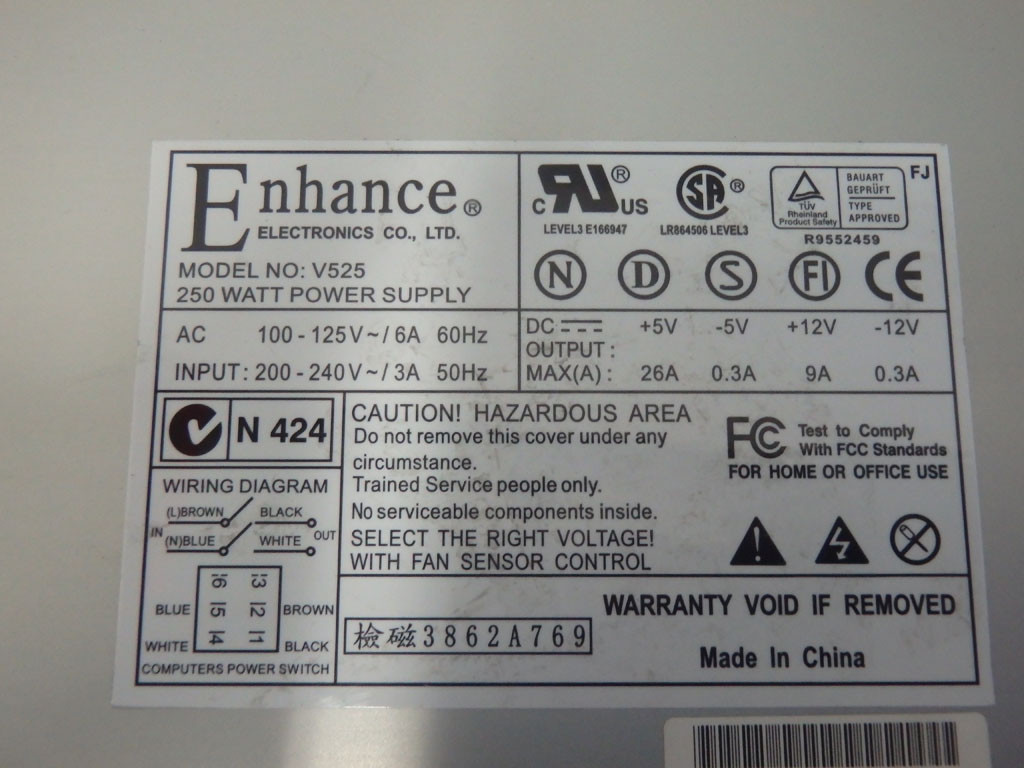 Enhance®
ELECTRONICS CO., LTD.
MODEL NO: V525
250 WATT POWER SUPPLY
C RU® US
LEVEL3 E166947
SA®
LR864506 LEVEL3
TÜV
Rheinland
Product Safety
BAUART
GEPRÜFT
TYPE
APPROVED
FJ
R9552459
N D S FI CE
AC 100-125V~/6A 60Hz
INPUT: 200-240V~/3A 50Hz
DC +5V -5V +12V -12V
OUTPUT:
MAX(A): 26A 0.3A 9A 0.3A
N 424
WIRING DIAGRAM
(L)BROWN BLACK
IN (N)BLUE WHITE OUT
I6 I3
BLUE I5 I2 BROWN
WHITE I4 I1 BLACK
COMPUTERS POWER SWITCH
CAUTION! HAZARDOUS AREA
Do not remove this cover under any
circumstance.
Trained Service people only.
No serviceable components inside.
SELECT THE RIGHT VOLTAGE!
WITH FAN SENSOR CONTROL
FC Test to Comply
With FCC Standards
FOR HOME OR OFFICE USE
檢磁3862A769
WARRANTY VOID IF REMOVED
Made In China